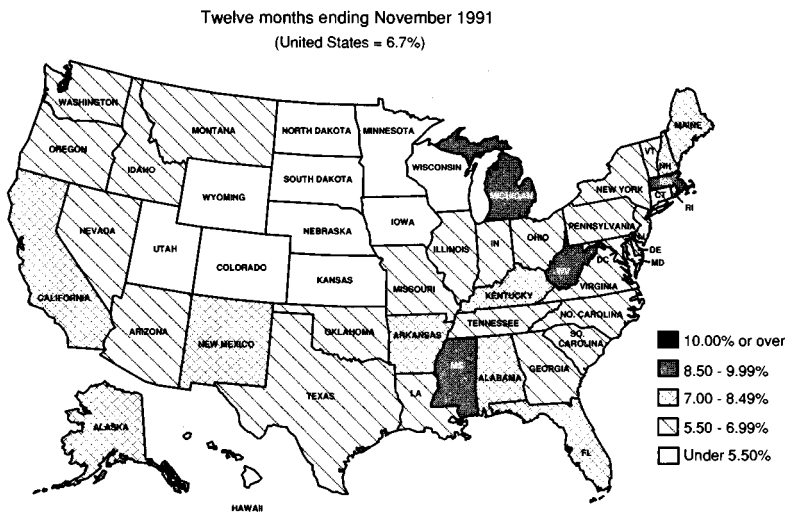 Twelve months ending November 1991
(United States = 6.7%)
WASHINGTON
MONTANA
NORTH DAKOTA
MINNESOTA
MAINE
OREGON
IDAHO
VT
NH
WISCONSIN
SOUTH DAKOTA
WYOMING
MICHIGAN
NEW YORK
CT
RI
NEVADA
UTAH
NEBRASKA
IOWA
PENNSYLVANIA
COLORADO
ILLINOIS
IN
OHIO
DE
MD
DC
WV
VIRGINIA
KANSAS
MISSOURI
KENTUCKY
CALIFORNIA
NO. CAROLINA
TENNESSEE
ARIZONA
NEW MEXICO
OKLAHOMA
ARKANSAS
SO.
CAROLINA
MS
ALABAMA
GEORGIA
TEXAS
LA
ALASKA
FL
HAWAII
10.00% or over
8.50 - 9.99%
7.00 - 8.49%
5.50 - 6.99%
Under 5.50%